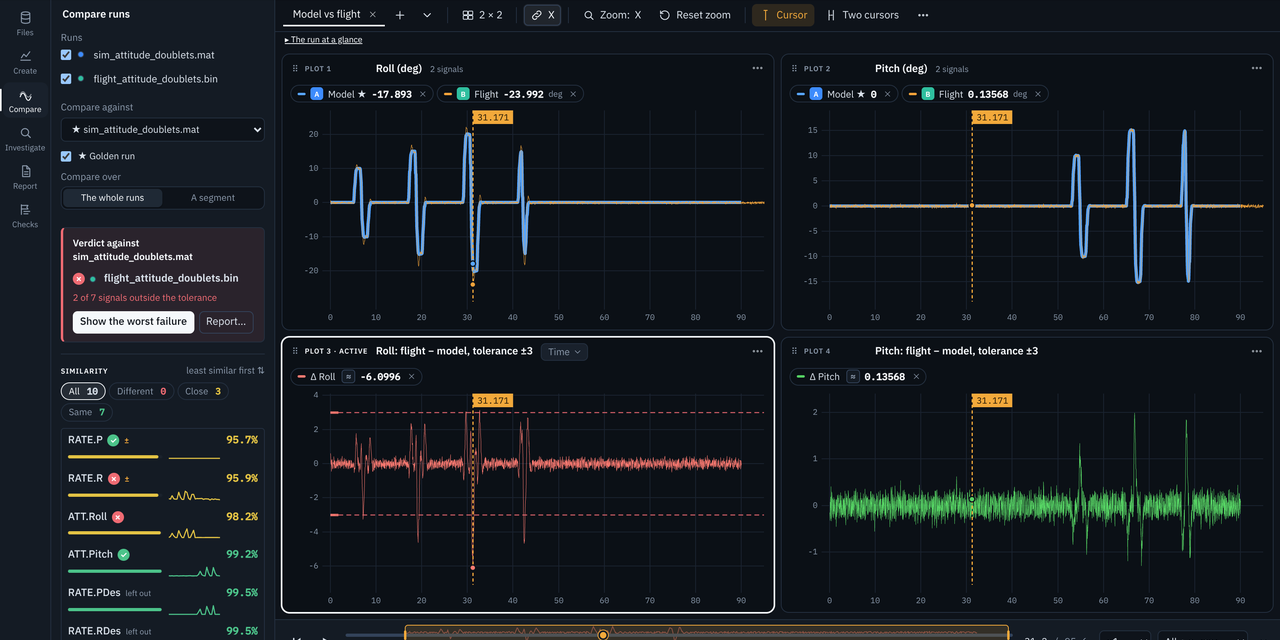 Files
Create
Compare
Investigate
Report
Checks
Compare runs
Runs
sim_attitude_doublets.mat
flight_attitude_doublets.bin
Compare against
★ sim_attitude_doublets.mat
★ Golden run
Compare over
The whole runs
A segment
Verdict against
sim_attitude_doublets.mat
flight_attitude_doublets.bin
2 of 7 signals outside the tolerance
Show the worst failure
Report...
SIMILARITY
least similar first ⇅
All 10
Different 0
Close 3
Same 7
RATE.P ± 95.7%
RATE.R ± 95.9%
ATT.Roll 98.2%
ATT.Pitch 99.2%
RATE.PDes left out 99.5%
RATE.RDes left out 99.5%
Model vs flight ×
2 × 2
X
Zoom: X
Reset zoom
Cursor
Two cursors
▸ The run at a glance
PLOT 1 Roll (deg) 2 signals
A Model ★ -17.893 ×
B Flight -23.992 deg ×
31.171
20
10
0
-10
-20
0 10 20 30 40 50 60 70 80 90
PLOT 2 Pitch (deg) 2 signals
A Model ★ 0 ×
B Flight 0.13568 deg ×
31.171
15
10
5
0
-5
-10
-15
0 10 20 30 40 50 60 70 80 90
PLOT 3 · ACTIVE Roll: flight − model, tolerance ±3 Time
Δ Roll ≈ -6.0996 ×
31.171
4
2
0
-2
-4
-6
0 10 20 30 40 50 60 70 80 90
PLOT 4 Pitch: flight − model, tolerance ±3
Δ Pitch ≈ 0.13568 ×
31.171
2
1
0
-1
0 10 20 30 40 50 60 70 80 90